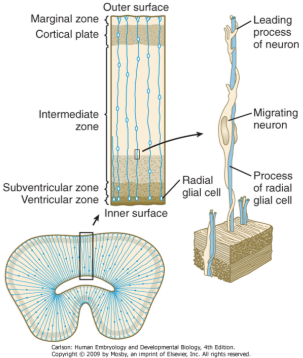 Outer surface
Marginal zone
Cortical plate
Intermediate
zone
Subventricular zone
Ventricular zone
Inner surface
Radial
glial cell
Leading
process
of neuron
Migrating
neuron
Process
of radial
glial cell
Carlson: Human Embryology and Developmental Biology, 4th Edition.
Copyright © 2009 by Mosby, an imprint of Elsevier, Inc. All rights reserved.